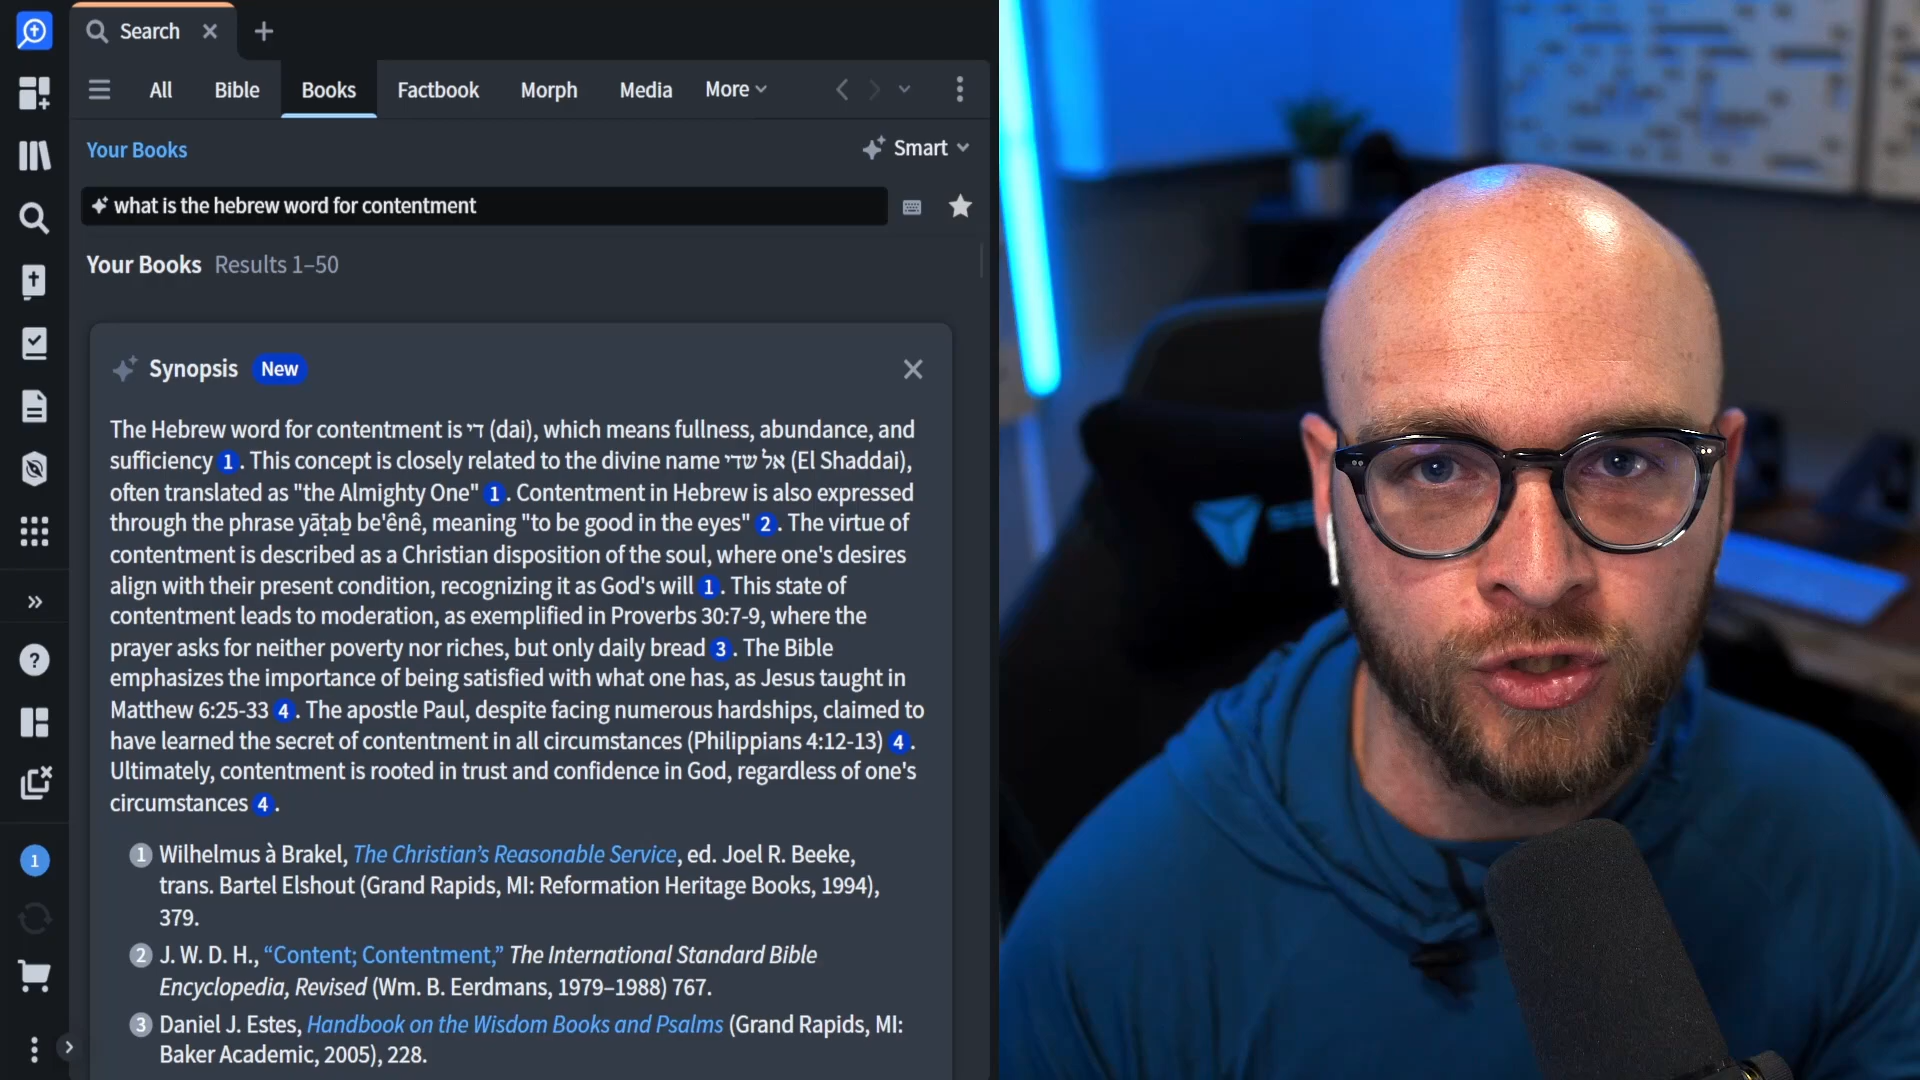 Search
All
Bible
Books
Factbook
Morph
Media
More
Your Books
Smart
what is the hebrew word for contentment
Your Books Results 1–50
Synopsis New
The Hebrew word for contentment is די (dai), which means fullness, abundance, and
sufficiency 1. This concept is closely related to the divine name אל שדי (El Shaddai),
often translated as "the Almighty One" 1. Contentment in Hebrew is also expressed
through the phrase yāṭaḇ be'ênê, meaning "to be good in the eyes" 2. The virtue of
contentment is described as a Christian disposition of the soul, where one's desires
align with their present condition, recognizing it as God's will 1. This state of
contentment leads to moderation, as exemplified in Proverbs 30:7-9, where the
prayer asks for neither poverty nor riches, but only daily bread 3. The Bible
emphasizes the importance of being satisfied with what one has, as Jesus taught in
Matthew 6:25-33 4. The apostle Paul, despite facing numerous hardships, claimed to
have learned the secret of contentment in all circumstances (Philippians 4:12-13) 4.
Ultimately, contentment is rooted in trust and confidence in God, regardless of one's
circumstances 4.
1 Wilhelmus à Brakel, The Christian’s Reasonable Service, ed. Joel R. Beeke,
trans. Bartel Elshout (Grand Rapids, MI: Reformation Heritage Books, 1994),
379.
2 J. W. D. H., “Content; Contentment,” The International Standard Bible
Encyclopedia, Revised (Wm. B. Eerdmans, 1979–1988) 767.
3 Daniel J. Estes, Handbook on the Wisdom Books and Psalms (Grand Rapids, MI:
Baker Academic, 2005), 228.
1